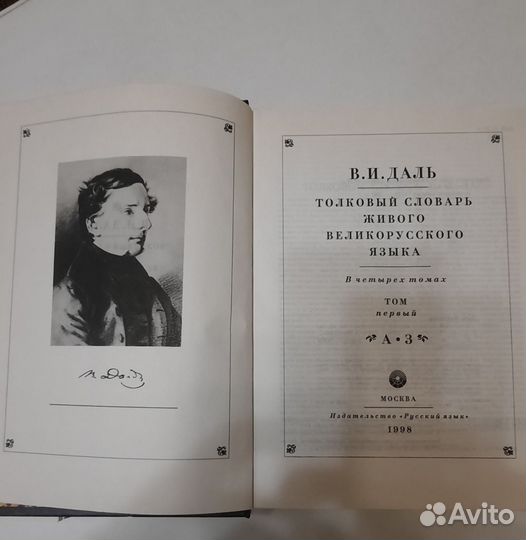 В.И.ДАЛЬ
ТОЛКОВЫЙ СЛОВАРЬ
ЖИВОГО
ВЕЛИКОРУССКОГО
ЯЗЫКА
В четырех томах
ТОМ
первый
А • З
МОСКВА
Издательство «Русский язык»
1998
Avito